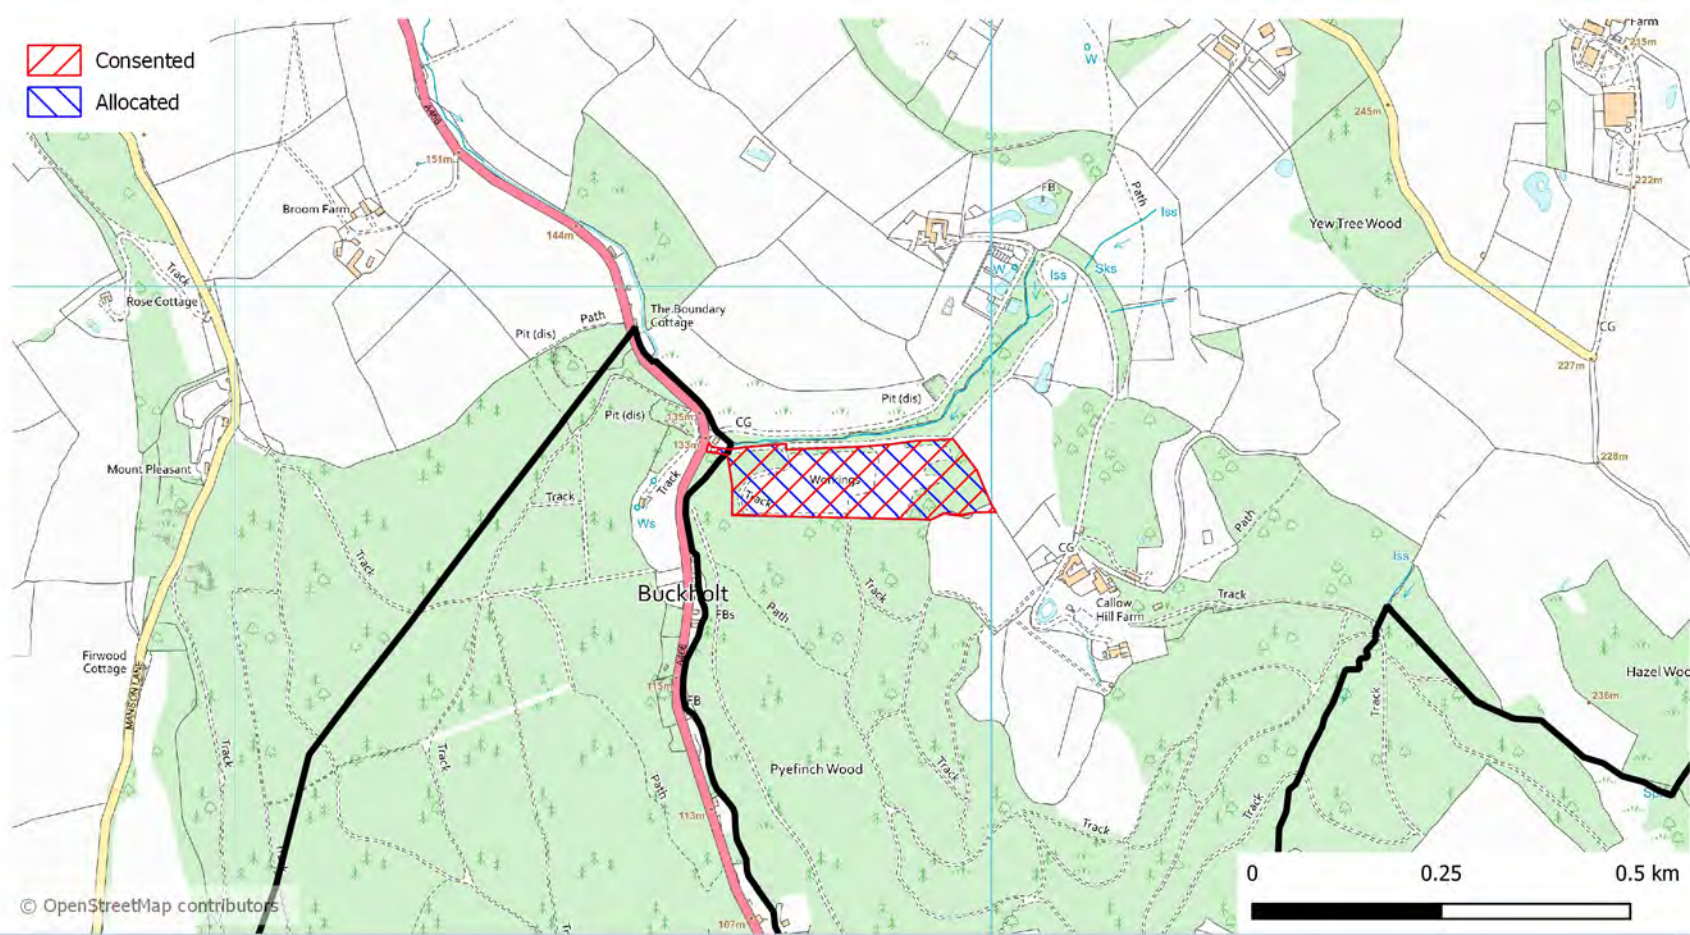 Consented
Allocated
Farm
215m
W
245m
A466
151m
Path
FB
222m
Broom Farm
Iss
Yew Tree Wood
144m
Track
W
Iss
Sks
Rose Cottage
The Boundary
Cottage
Path
Pit (dis)
CG
227m
Pit (dis)
Pit (dis)
135m
CG
133m
228m
Mount Pleasant
Track
Workings
Track
Track
Ws
Path
CG
Iss
Track
Buckholt
Track
Callow
Hill Farm
Track
Path
FBs
Firwood
Cottage
A466
Hazel Woo
MANSON LANE
115m
FB
Track
236m
Track
Track
Pyefinch Wood
Track
Path
Track
113m
Track
0
0.25
0.5 km
© OpenStreetMap contributors
107m